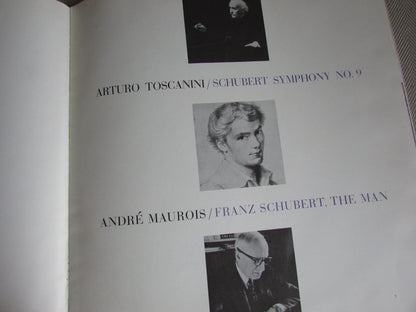 ARTURO TOSCANINI/SCHUBERT SYMPHONY NO. 9
ANDRÉ MAUROIS/FRANZ SCHUBERT, THE MAN